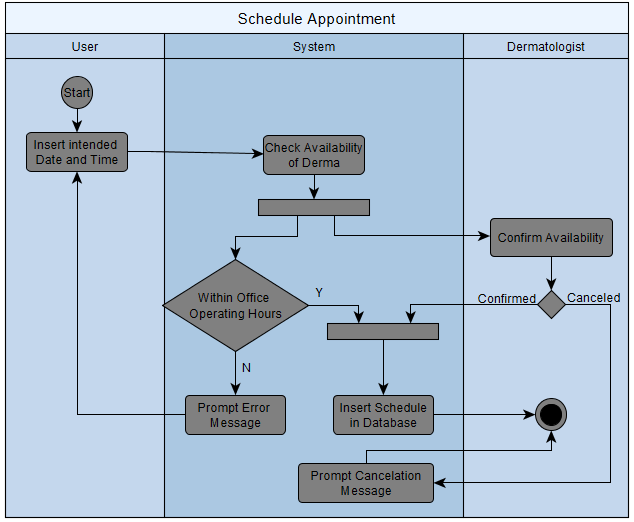 Schedule Appointment
User
System
Dermatologist
Start
Insert intended
Date and Time
Check Availability
of Derma
Confirm Availability
Within Office
Operating Hours
Y
N
Confirmed
Canceled
Prompt Error
Message
Insert Schedule
in Database
Prompt Cancelation
Message